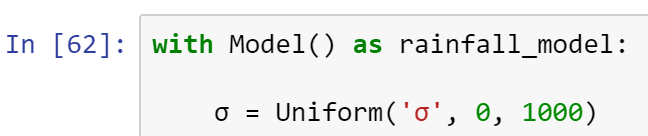 In [62]: with Model() as rainfall_model:
σ = Uniform('σ', 0, 1000)